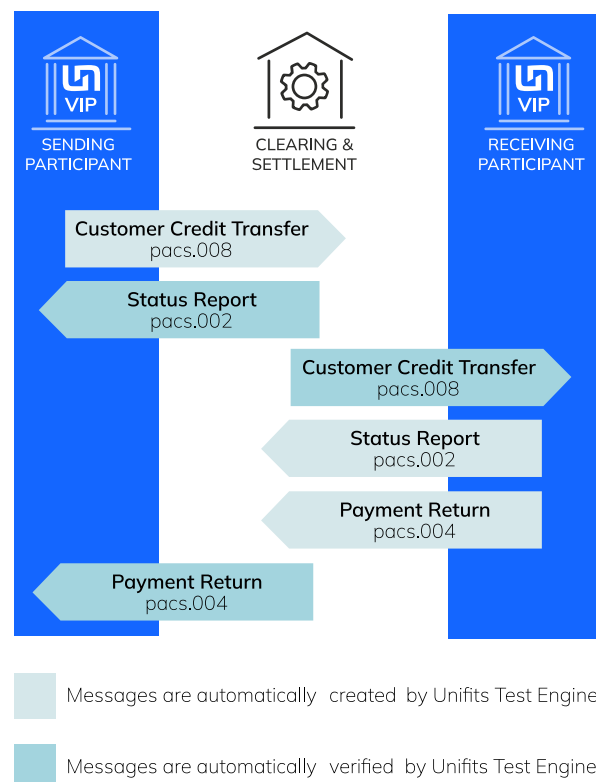 VIP
SENDING
PARTICIPANT
CLEARING &
SETTLEMENT
VIP
RECEIVING
PARTICIPANT
Customer Credit Transfer
pacs.008
Status Report
pacs.002
Customer Credit Transfer
pacs.008
Status Report
pacs.002
Payment Return
pacs.004
Payment Return
pacs.004
Messages are automatically created by Unifits Test Engine
Messages are automatically verified by Unifits Test Engine